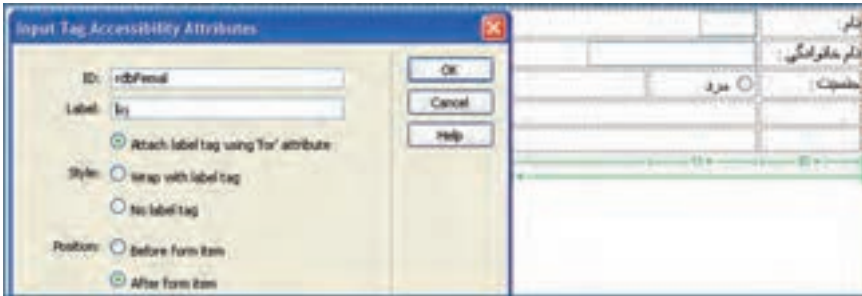 Input Tag Accessibility Attributes
ID: rdbFemal
Label:
Attach label tag using 'for' attribute
Style: Wrap with label tag
No label tag
Position: Before form item
After form item
OK
Cancel
Help
نام:
نام خانوادگی :
جنسیت :
مرد